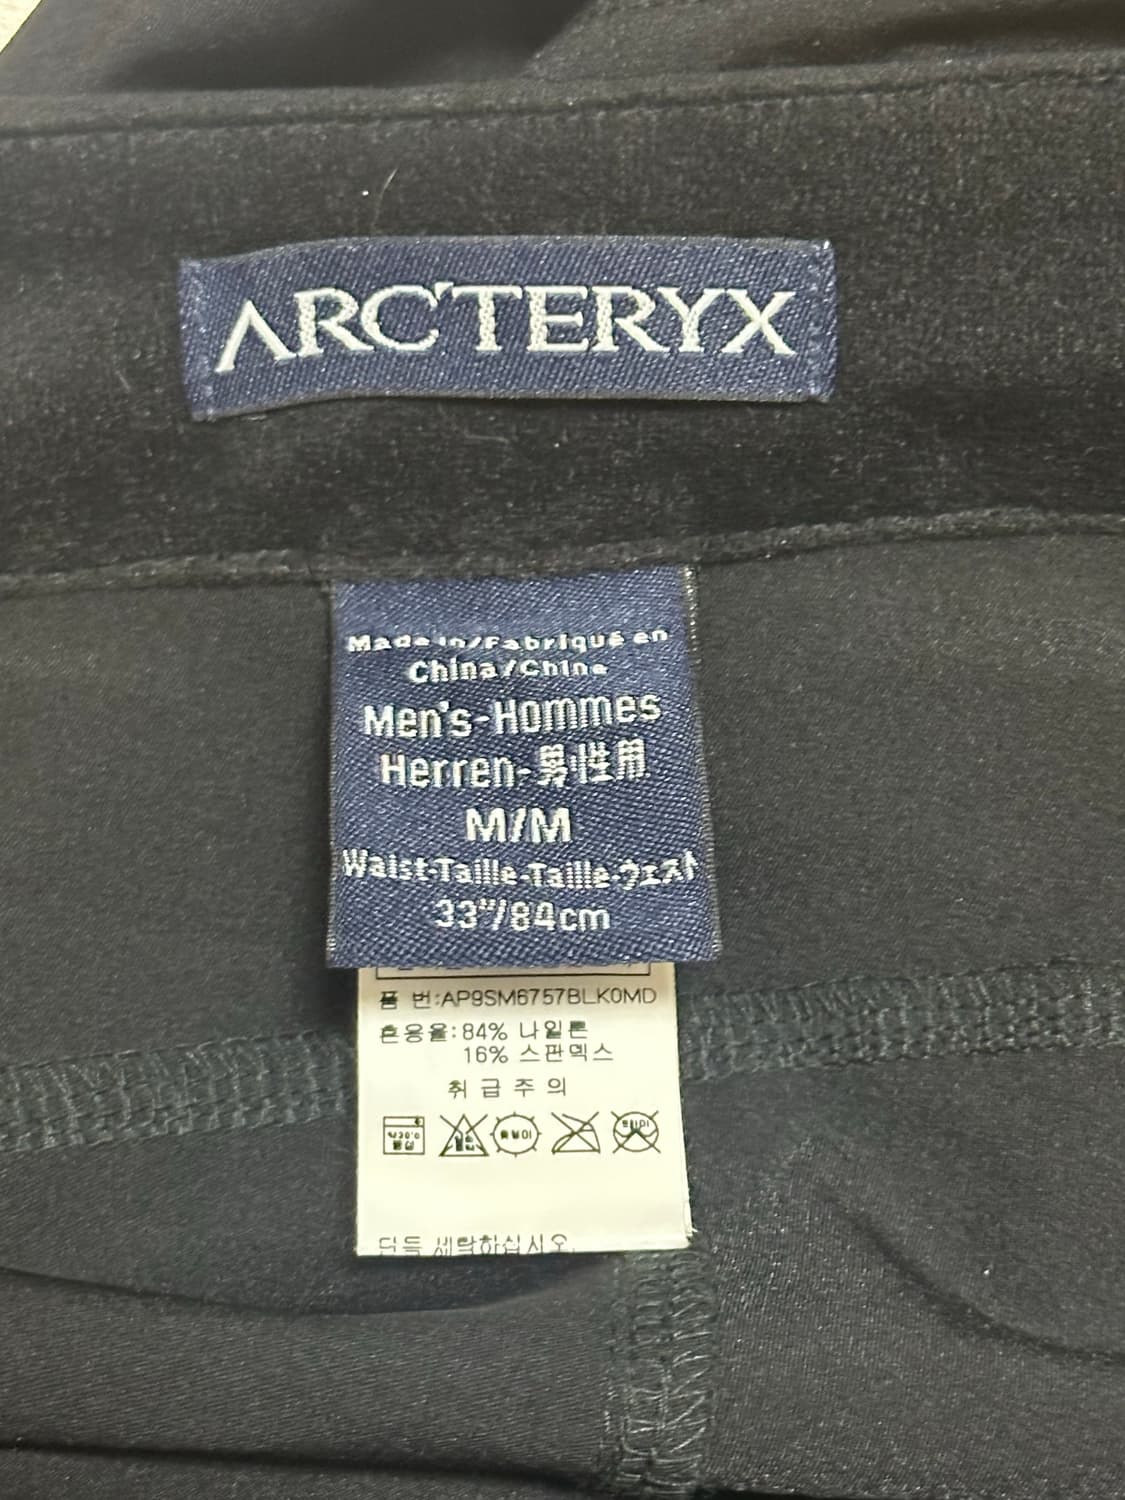 ARC'TERYX
Made in/Fabriqué en
China/Chine
Men's-Hommes
Herren-男性用
M/M
Waist-Taille-Taille-ウエスト
33"/84cm
품 번:AP9SM6757BLK0MD
혼용율:84% 나일론
16% 스판덱스
취 급 주 의
단독 세탁하십시오.